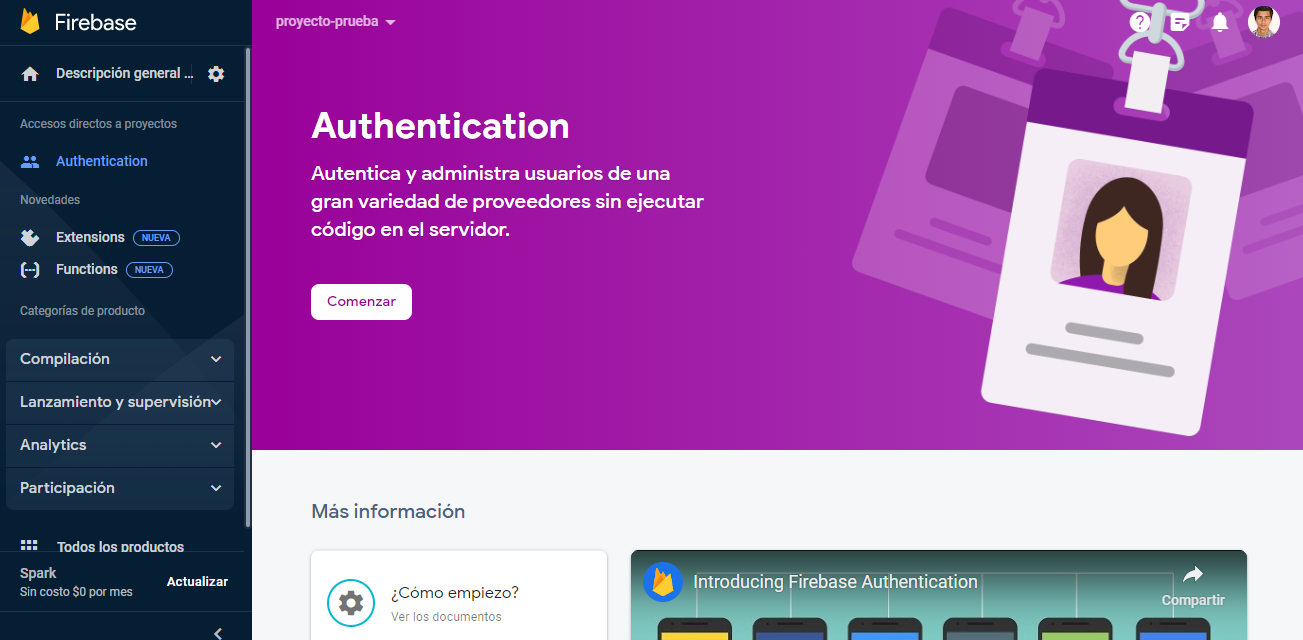 Firebase
proyecto-prueba
Descripción general ...
Accesos directos a proyectos
Authentication
Novedades
Extensions NUEVA
Functions NUEVA
Categorías de producto
Compilación
Lanzamiento y supervisión
Analytics
Participación
Todos los productos
Spark
Sin costo $0 por mes
Actualizar
Authentication
Autentica y administra usuarios de una
gran variedad de proveedores sin ejecutar
código en el servidor.
Comenzar
Más información
¿Cómo empiezo?
Ver los documentos
Introducing Firebase Authentication
Compartir